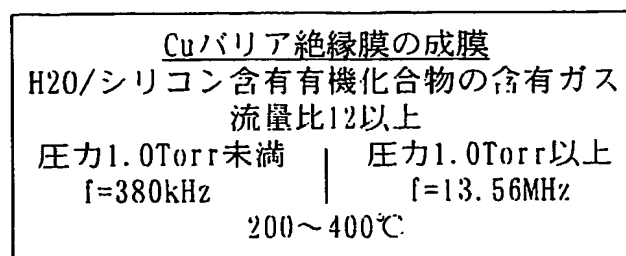 Cuバリア絶縁膜の成膜
H2O/シリコン含有有機化合物の含有ガス
流量比12以上
圧力1.0Torr未満 | 圧力1.0Torr以上
f=380kHz | f=13.56MHz
200～400℃